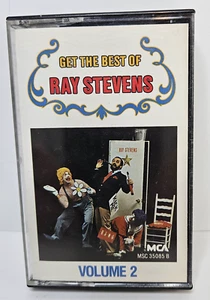 GET THE BEST OF
RAY STEVENS
RAY STEVENS
MCA
MSC 35085 B
VOLUME 2